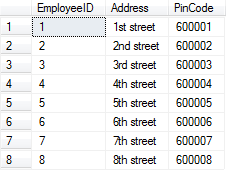 EmployeeID Address PinCode
1 1 1st street 600001
2 2 2nd street 600002
3 3 3rd street 600003
4 4 4th street 600004
5 5 5th street 600005
6 6 6th street 600006
7 7 7th street 600007
8 8 8th street 600008